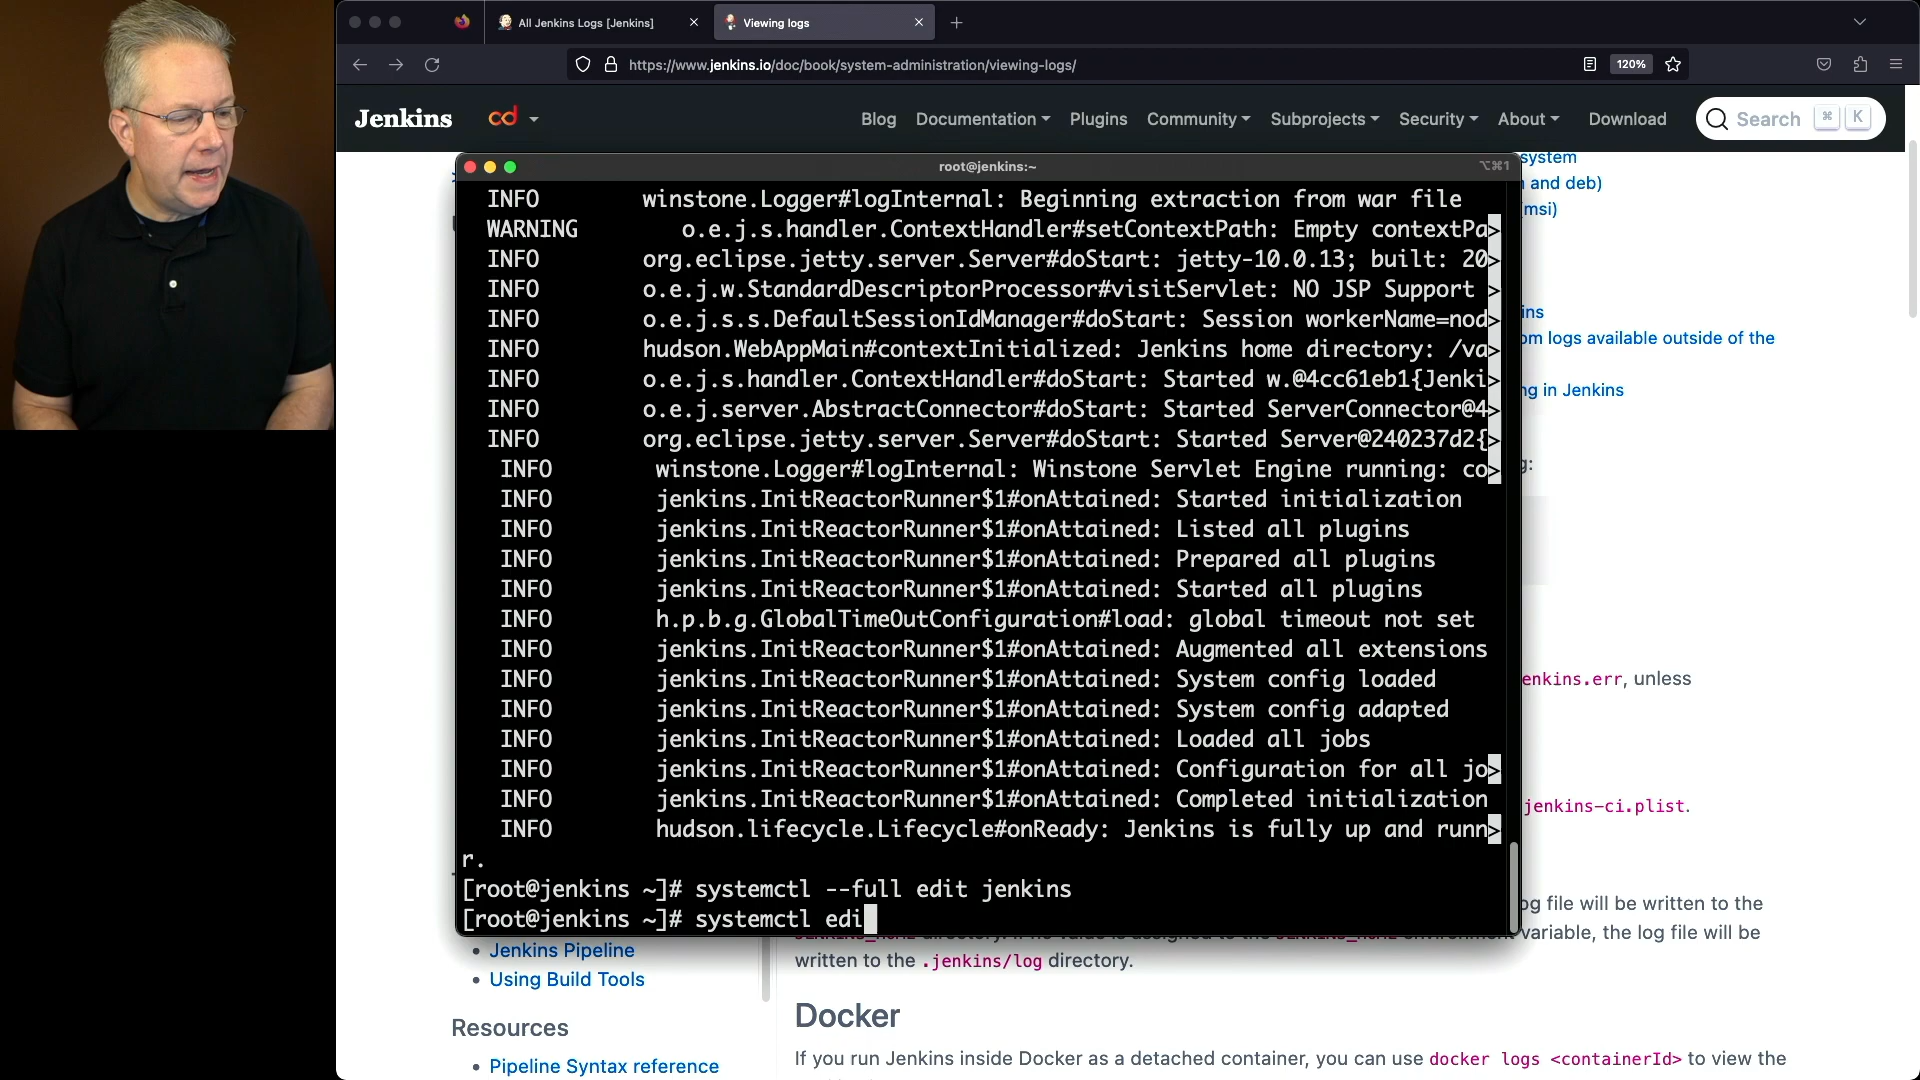 All Jenkins Logs [Jenkins]
Viewing logs
https://www.jenkins.io/doc/book/system-administration/viewing-logs/
120%
Jenkins
cd
Blog
Documentation
Plugins
Community
Subprojects
Security
About
Download
Search
⌘ K
root@jenkins:~
⌥⌘1
INFO winstone.Logger#logInternal: Beginning extraction from war file
WARNING o.e.j.s.handler.ContextHandler#setContextPath: Empty contextPa>
INFO org.eclipse.jetty.server.Server#doStart: jetty-10.0.13; built: 20>
INFO o.e.j.w.StandardDescriptorProcessor#visitServlet: NO JSP Support >
INFO o.e.j.s.s.DefaultSessionIdManager#doStart: Session workerName=nod>
INFO hudson.WebAppMain#contextInitialized: Jenkins home directory: /va>
INFO o.e.j.s.handler.ContextHandler#doStart: Started w.@4cc61eb1{Jenki>
INFO o.e.j.server.AbstractConnector#doStart: Started ServerConnector@4>
INFO org.eclipse.jetty.server.Server#doStart: Started Server@240237d2{>
INFO winstone.Logger#logInternal: Winstone Servlet Engine running: co>
INFO jenkins.InitReactorRunner$1#onAttained: Started initialization
INFO jenkins.InitReactorRunner$1#onAttained: Listed all plugins
INFO jenkins.InitReactorRunner$1#onAttained: Prepared all plugins
INFO jenkins.InitReactorRunner$1#onAttained: Started all plugins
INFO h.p.b.g.GlobalTimeOutConfiguration#load: global timeout not set
INFO jenkins.InitReactorRunner$1#onAttained: Augmented all extensions
INFO jenkins.InitReactorRunner$1#onAttained: System config loaded
INFO jenkins.InitReactorRunner$1#onAttained: System config adapted
INFO jenkins.InitReactorRunner$1#onAttained: Loaded all jobs
INFO jenkins.InitReactorRunner$1#onAttained: Configuration for all jo>
INFO jenkins.InitReactorRunner$1#onAttained: Completed initialization
INFO hudson.lifecycle.Lifecycle#onReady: Jenkins is fully up and runn>
r.
[root@jenkins ~]# systemctl --full edit jenkins
[root@jenkins ~]# systemctl edi
system
and deb)
msi)
ins
om logs available outside of the
ng in Jenkins
g:
enkins.err, unless
jenkins-ci.plist.
og file will be written to the
variable, the log file will be
written to the .jenkins/log directory.
Jenkins Pipeline
Using Build Tools
Resources
Pipeline Syntax reference
Docker
If you run Jenkins inside Docker as a detached container, you can use docker logs <containerId> to view the